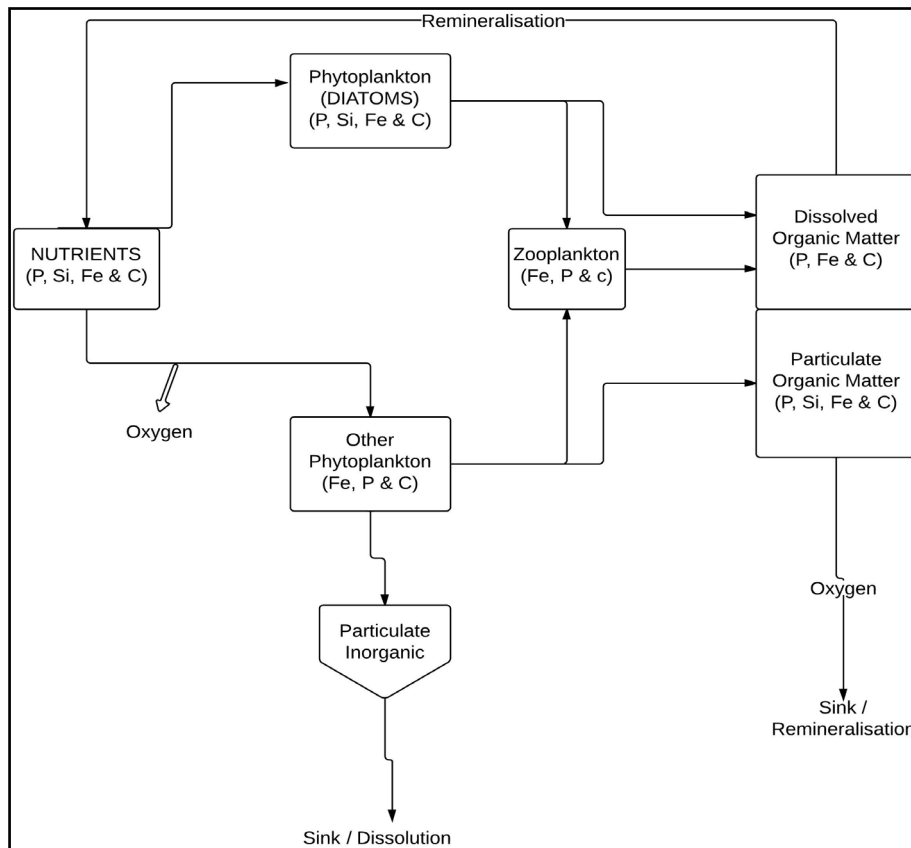 Remineralisation
Phytoplankton
(DIATOMS)
(P, Si, Fe & C)
NUTRIENTS
(P, Si, Fe & C)
Zooplankton
(Fe, P & c)
Dissolved
Organic Matter
(P, Fe & C)
Particulate
Organic Matter
(P, Si, Fe & C)
Oxygen
Other
Phytoplankton
(Fe, P & C)
Particulate
Inorganic
Oxygen
Sink /
Remineralisation
Sink / Dissolution